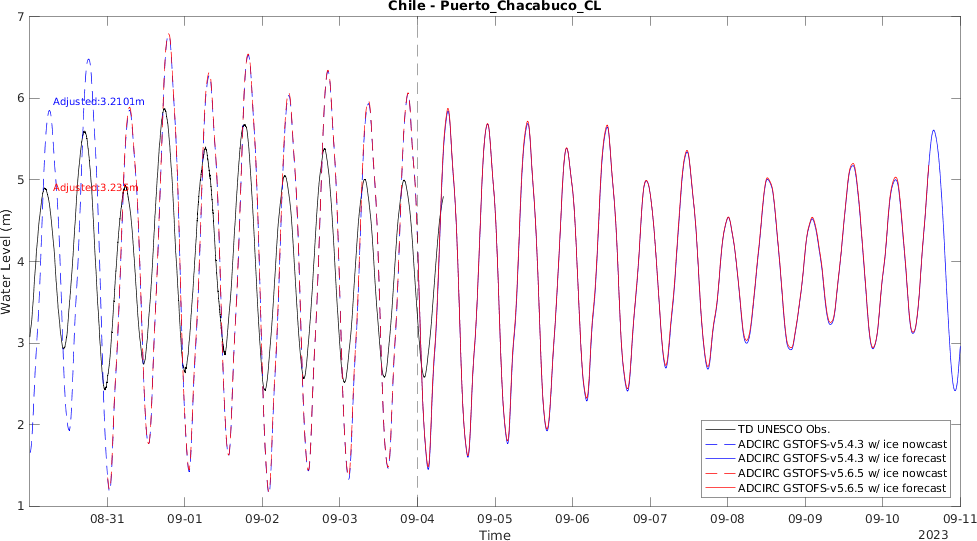 Chile - Puerto_Chacabuco_CL
7
6
5
4
3
2
1
Water Level (m)
Adjusted:3.2101m
Adjusted:3.235m
TD UNESCO Obs.
ADCIRC GSTOFS-v5.4.3 w/ ice nowcast
ADCIRC GSTOFS-v5.4.3 w/ ice forecast
ADCIRC GSTOFS-v5.6.5 w/ ice nowcast
ADCIRC GSTOFS-v5.6.5 w/ ice forecast
08-31 09-01 09-02 09-03 09-04 09-05 09-06 09-07 09-08 09-09 09-10 09-11
Time
2023